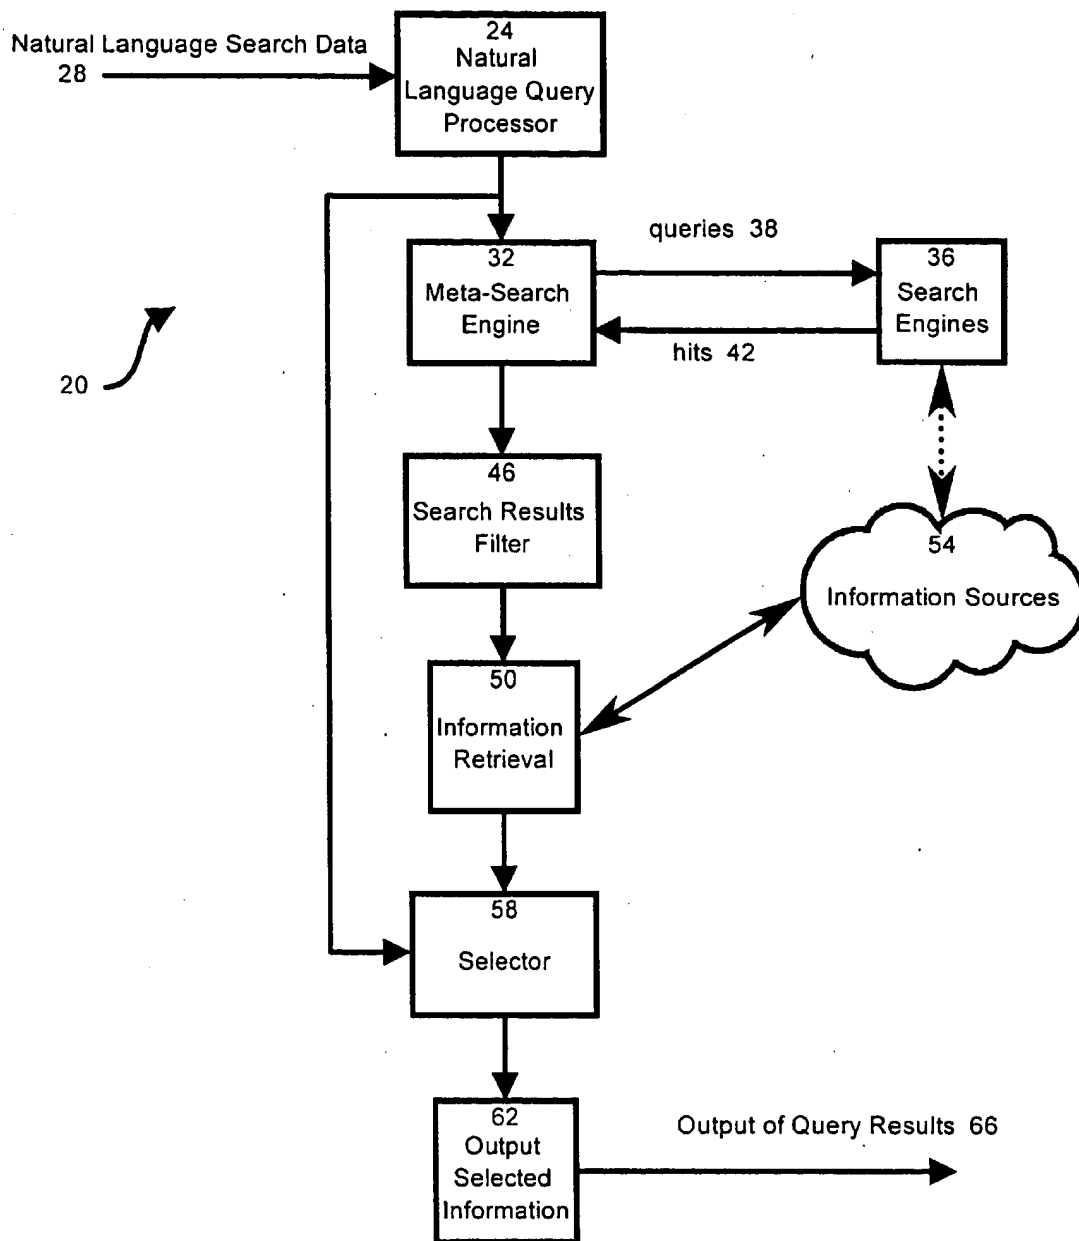 24
Natural Language Search Data
Natural
28
Language Query
Processor
queries 38
32
36
Meta-Search
Engine
Search
Engines
hits 42
20
46
Search Results
Filter
54
Information Sources
50
Information
Retrieval
58
Selector
62
Output of Query Results 66
Output
Selected
Information